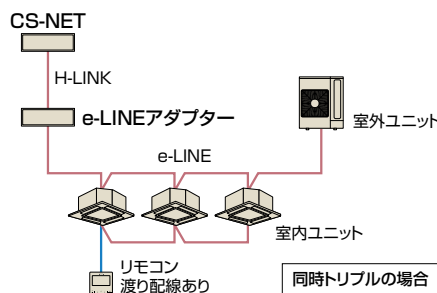 CS-NET
H-LINK
e-LINEアダプター
室外ユニット
e-LINE
室内ユニット
リモコン
渡り配線あり
同時トリプルの場合